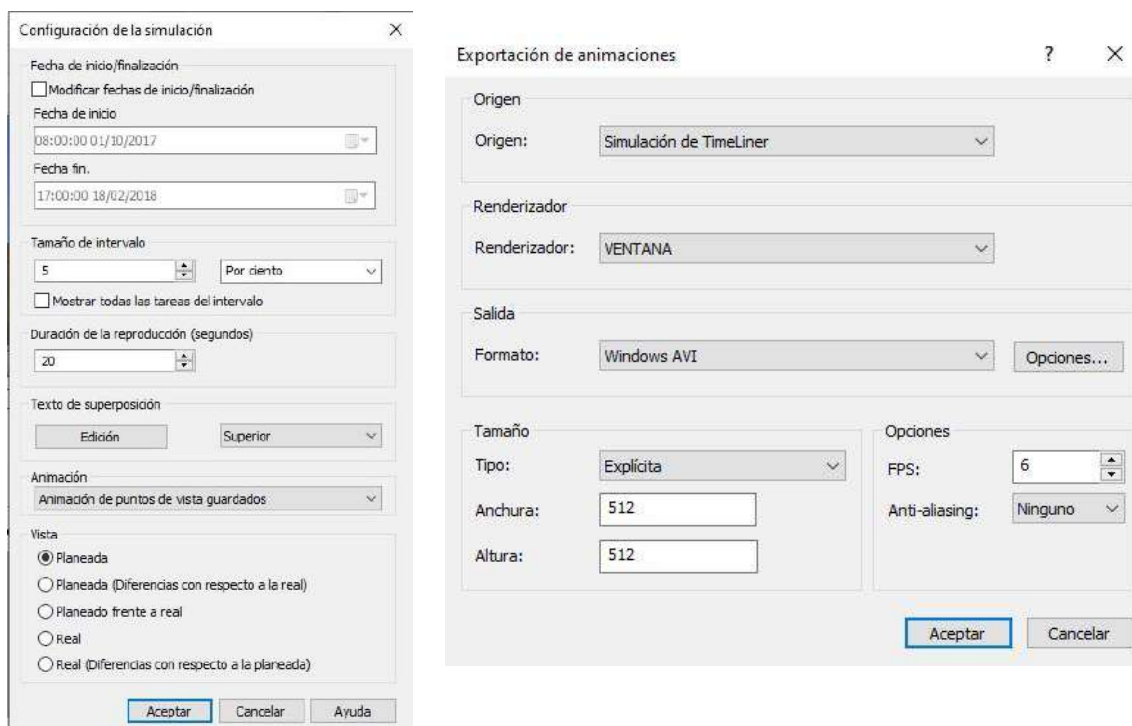 Configuración de la simulación
Fecha de inicio/finalización
Modificar fechas de inicio/finalización
Fecha de inicio
08:00:00 01/10/2017
Fecha fin.
17:00:00 18/02/2018
Tamaño de intervalo
5 Por ciento
Mostrar todas las tareas del intervalo
Duración de la reproducción (segundos)
20
Texto de superposición
Edición Superior
Animación
Animación de puntos de vista guardados
Vista
Planeada
Planeada (Diferencias con respecto a la real)
Planeado frente a real
Real
Real (Diferencias con respecto a la planeada)
Aceptar Cancelar Ayuda
Exportación de animaciones ?
Origen
Origen: Simulación de TimeLiner
Renderizador
Renderizador: VENTANA
Salida
Formato: Windows AVI Opciones...
Tamaño
Tipo: Explícita
Anchura: 512
Altura: 512
Opciones
FPS: 6
Anti-aliasing: Ninguno
Aceptar Cancelar